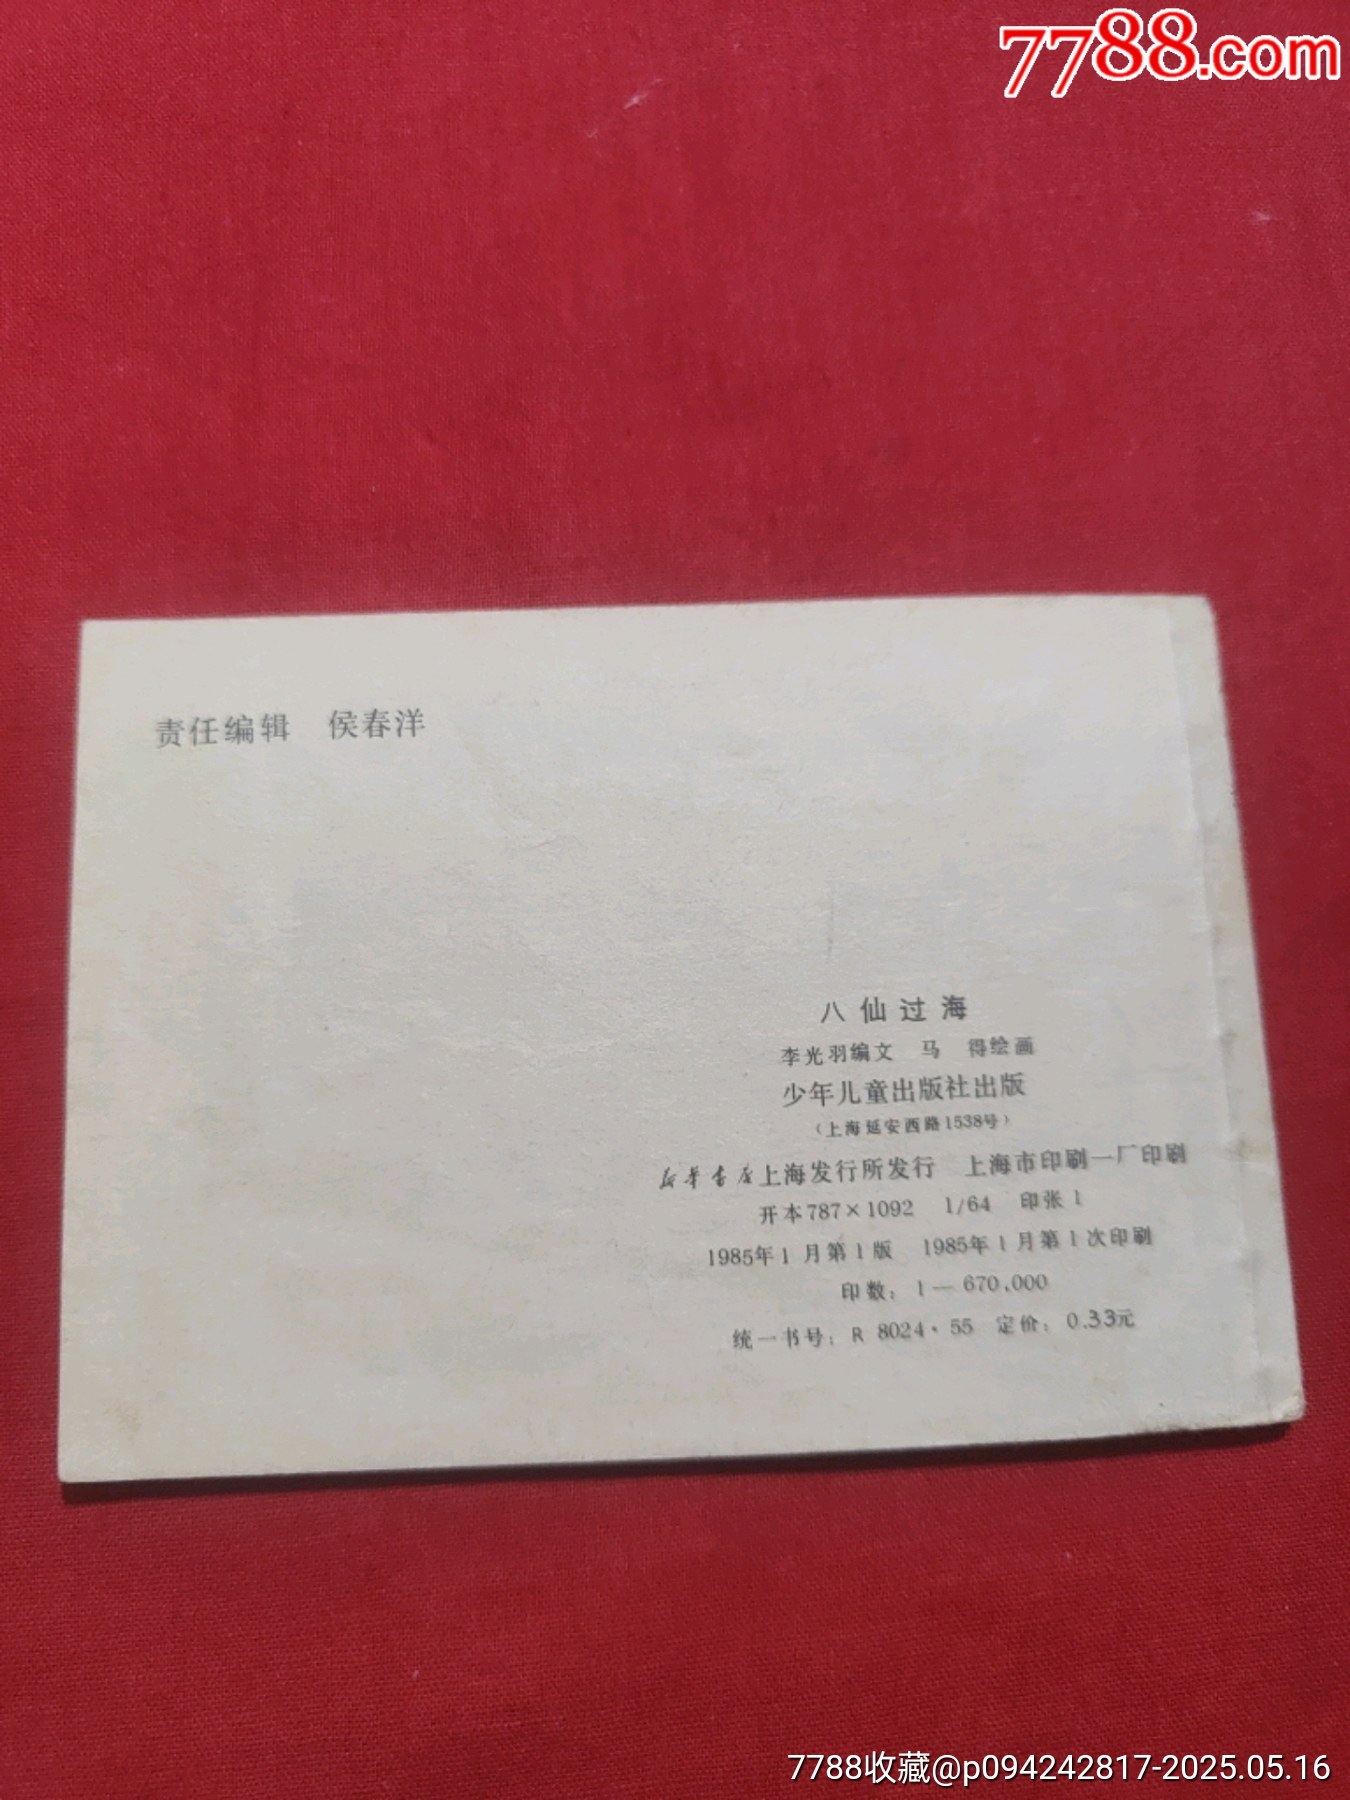 7788.com
责任编辑　侯春洋
八仙过海
李光羽编文　马　得绘画
少年儿童出版社出版
（上海延安西路1538号）
新华书店上海发行所发行　上海市印刷一厂印刷
开本787×1092　1/64　印张 1
1985年1月第1版　1985年1月第1次印刷
印数：1—670,000
统一书号：R 8024·55　定价：0.33元
7788收藏@p094242817-2025.05.16